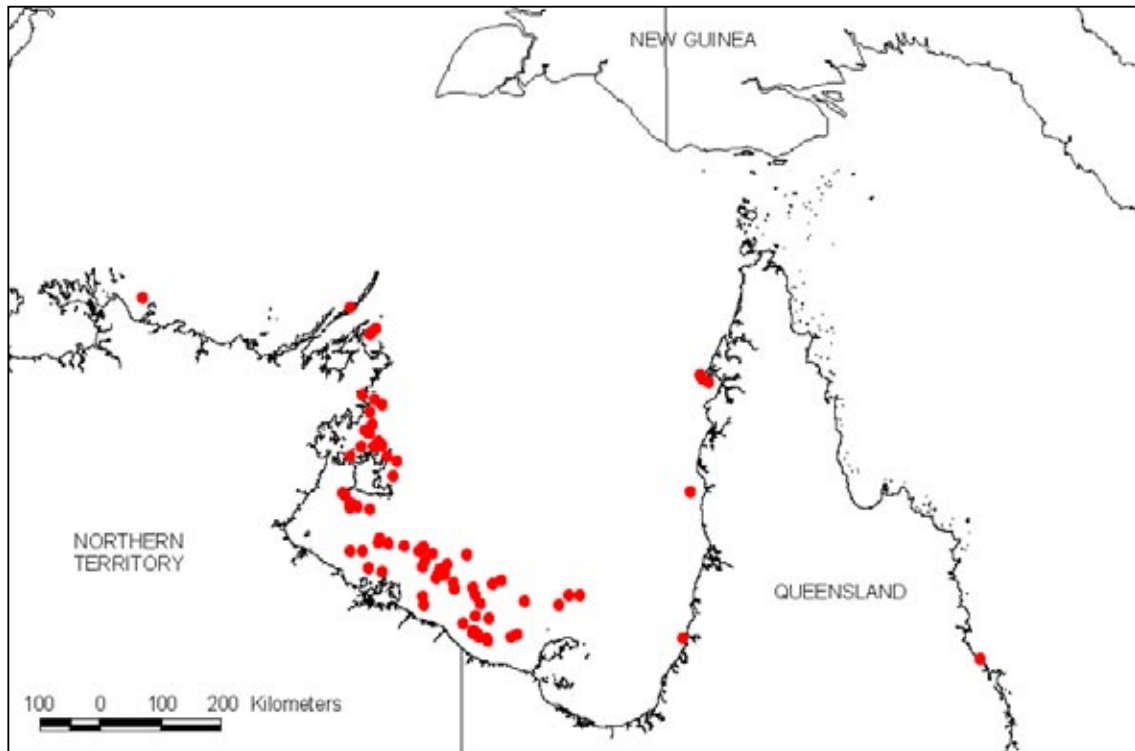 NEW GUINEA
NORTHERN
TERRITORY
QUEENSLAND
100 0 100 200 Kilometers